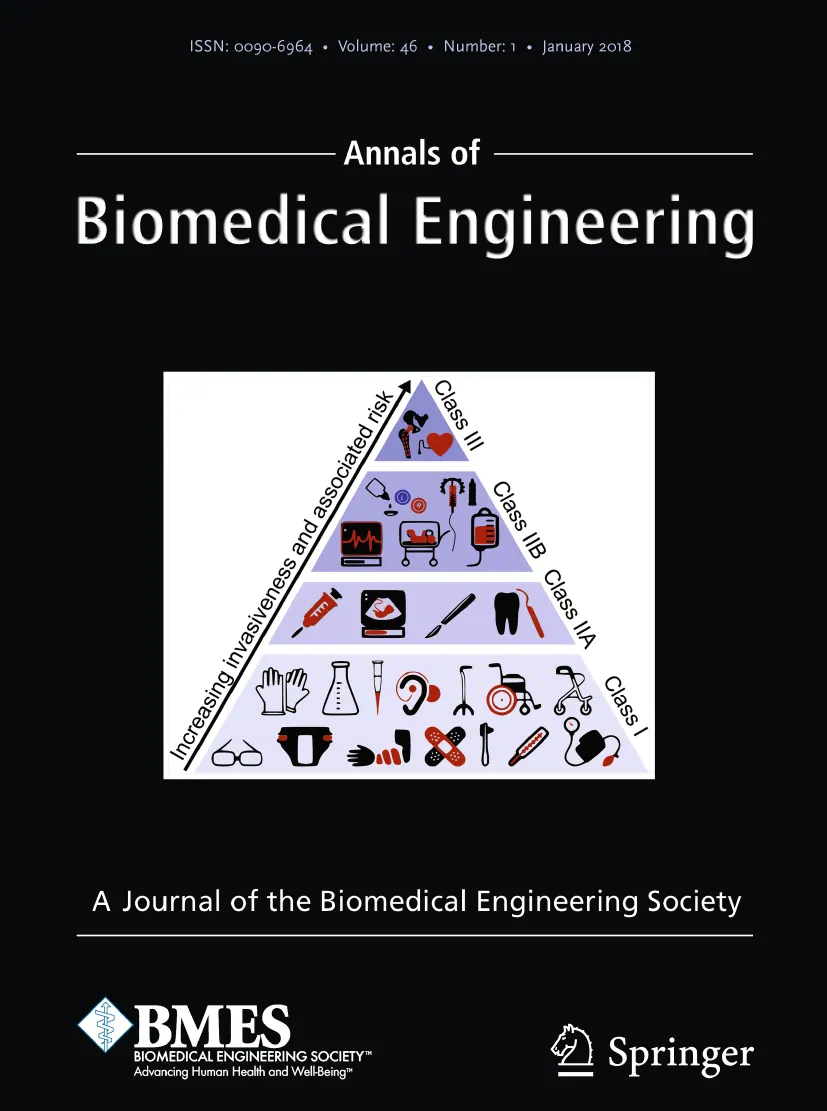 ISSN: 0090-6964 • Volume: 46 • Number: 1 • January 2018
Annals of
Biomedical Engineering
Increasing invasiveness and associated risk
Class III
Class IIB
Class IIA
Class I
A Journal of the Biomedical Engineering Society
BMES
BIOMEDICAL ENGINEERING SOCIETY™
Advancing Human Health and Well-Being™
Springer